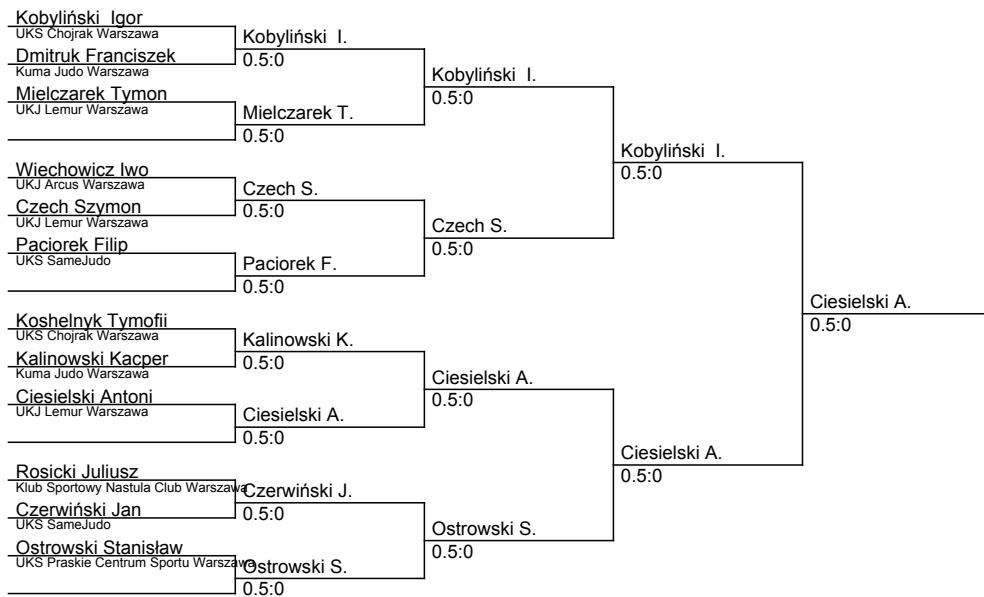 Kobyliński  Igor
UKS Chojrak Warszawa
Dmitruk Franciszek
Kuma Judo Warszawa
Mielczarek Tymon
UKJ Lemur Warszawa
Wiechowicz Iwo
UKJ Arcus Warszawa
Czech Szymon
UKJ Lemur Warszawa
Paciorek Filip
UKS SameJudo
Koshelnyk Tymofii
UKS Chojrak Warszawa
Kalinowski Kacper
Kuma Judo Warszawa
Ciesielski Antoni
UKJ Lemur Warszawa
Rosicki Juliusz
Klub Sportowy Nastula Club Warszawa
Czerwiński Jan
UKS SameJudo
Ostrowski Stanisław
UKS Praskie Centrum Sportu Warszawa
Kobyliński  I.
0.5:0
Mielczarek T.
0.5:0
Czech S.
0.5:0
Paciorek F.
0.5:0
Kalinowski K.
0.5:0
Ciesielski A.
0.5:0
Czerwiński J.
0.5:0
Ostrowski S.
0.5:0
Kobyliński  I.
0.5:0
Czech S.
0.5:0
Ciesielski A.
0.5:0
Ostrowski S.
0.5:0
Kobyliński  I.
0.5:0
Ciesielski A.
0.5:0
Ciesielski A.
0.5:0